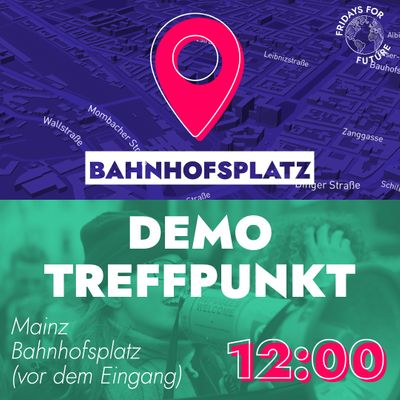 FRIDAYS FOR
FUTURE
Leibnizstraße
Mombacher Straße
Wallstraße
Zanggasse
BAHNHOFSPLATZ
Binger Straße
DEMO
TREFFPUNKT
Mainz
Bahnhofsplatz
(vor dem Eingang)
12:00